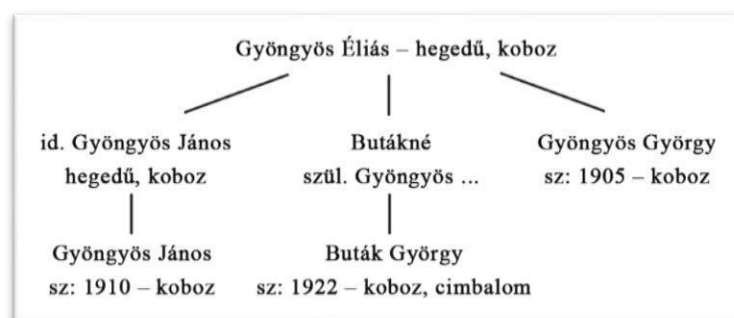 Gyöngyös Éliás – hegedű, koboz
id. Gyöngyös János
hegedű, koboz
Butákné
szül. Gyöngyös ...
Gyöngyös György
sz: 1905 – koboz
Gyöngyös János
sz: 1910 – koboz
Buták György
sz: 1922 – koboz, cimbalom